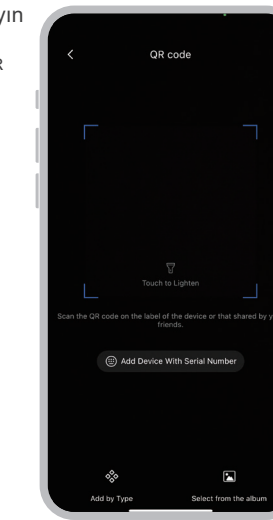 QR code
Touch to Lighten
Scan the QR code on the label of the device or that shared by
friends.
Add Device With Serial Number
Add by Type
Select from the album